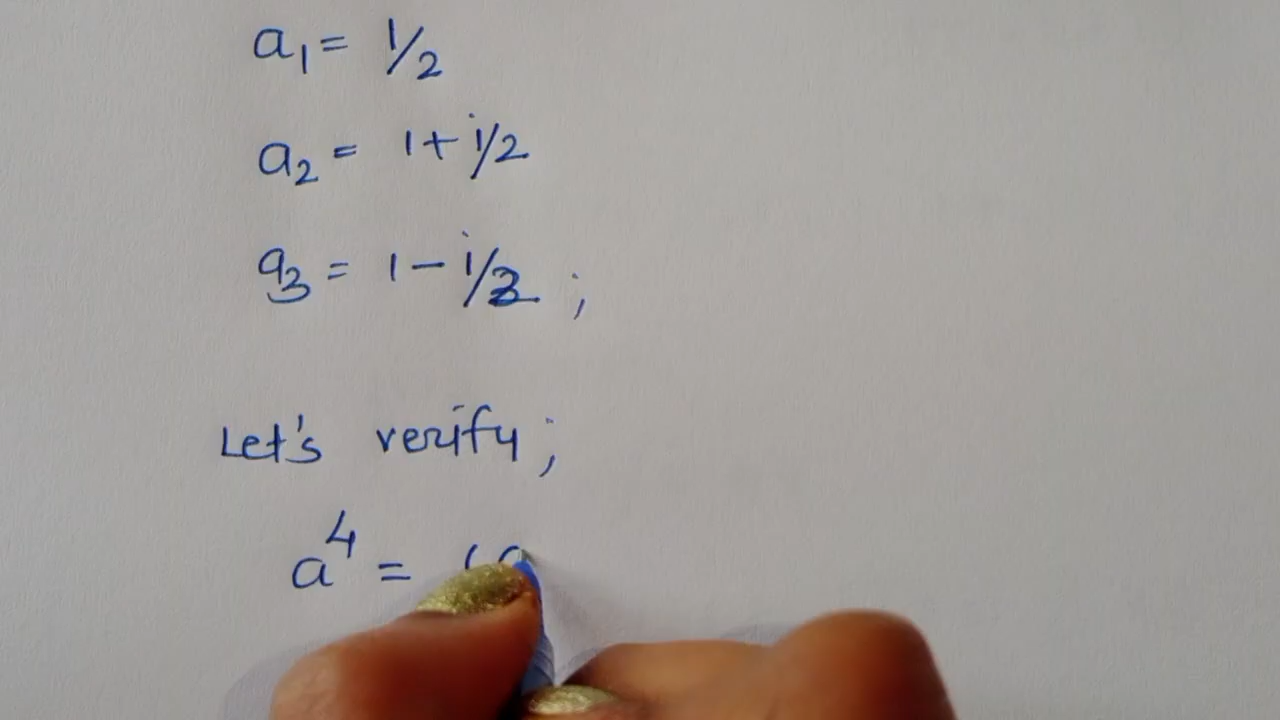 a₁ = 1/2
a₂ = 1 + i/2
a₃ = 1 - i/2 ;
Let's verify;
a⁴ = (a